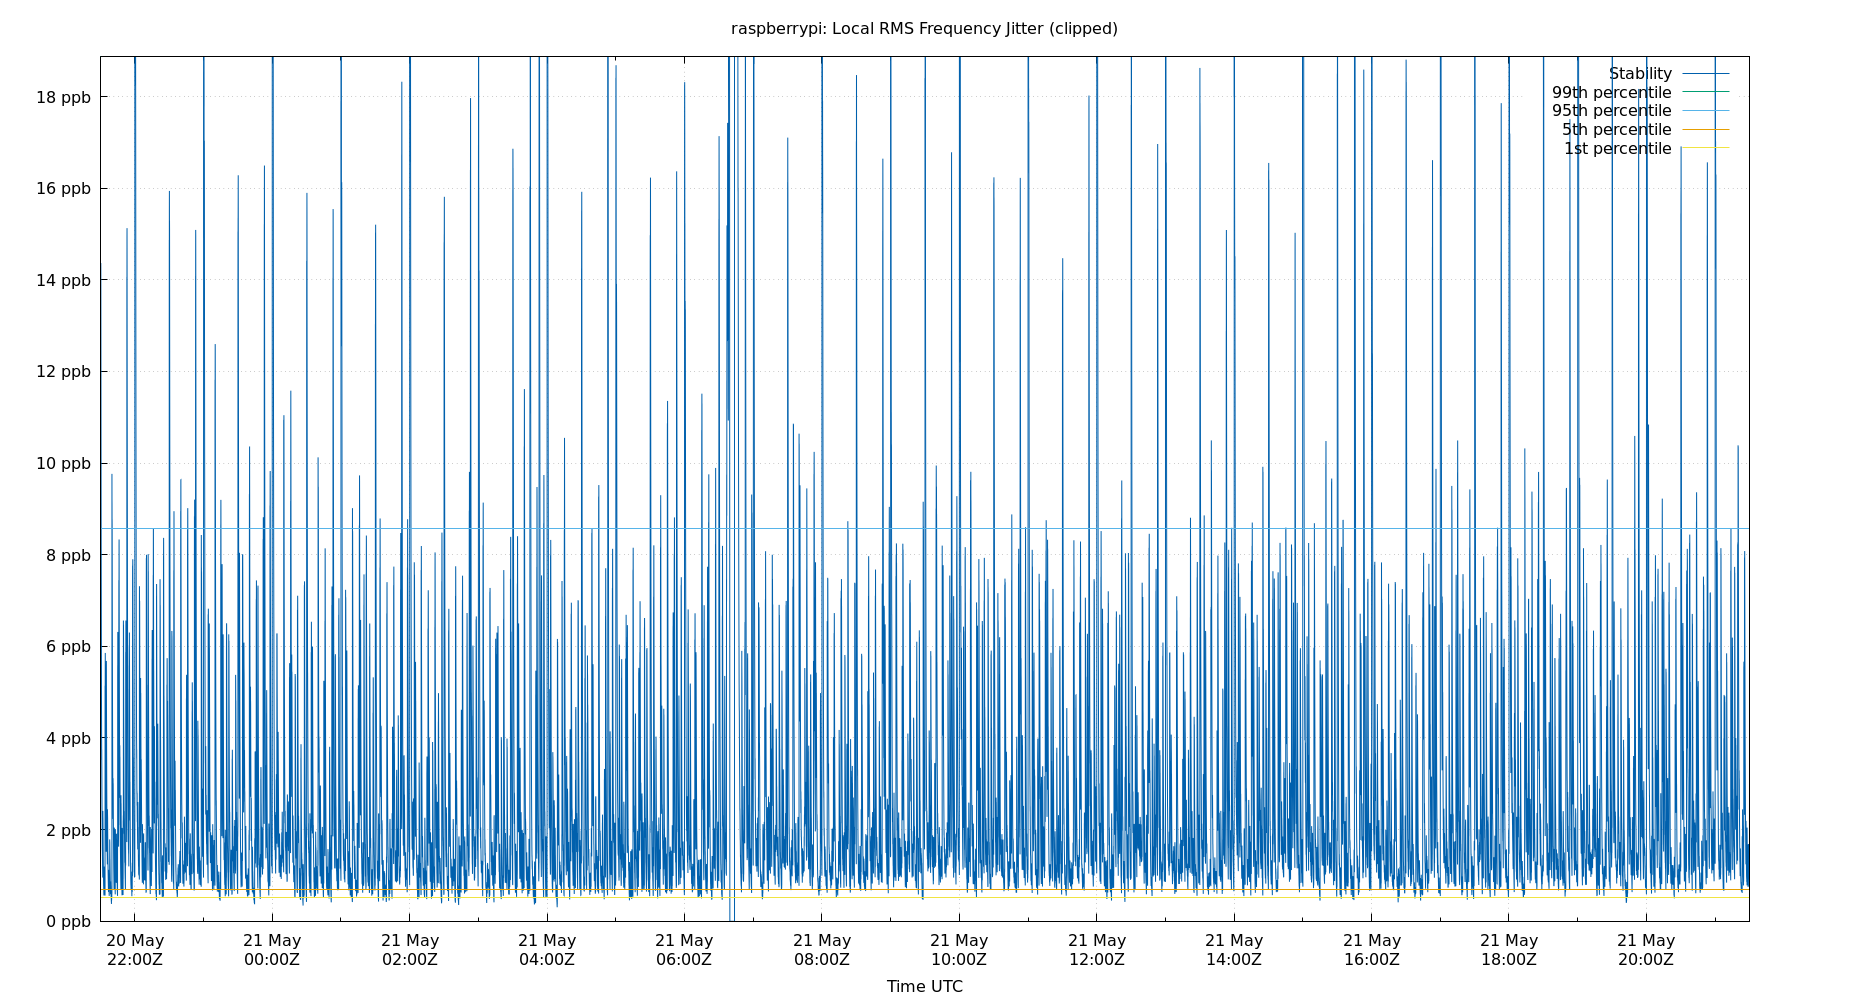 raspberrypi: Local RMS Frequency Jitter (clipped)
Stability
99th percentile
95th percentile
5th percentile
1st percentile
18 ppb
16 ppb
14 ppb
12 ppb
10 ppb
8 ppb
6 ppb
4 ppb
2 ppb
0 ppb
20 May 21 May 21 May 21 May 21 May 21 May 21 May 21 May 21 May 21 May 21 May 21 May
22:00Z 00:00Z 02:00Z 04:00Z 06:00Z 08:00Z 10:00Z 12:00Z 14:00Z 16:00Z 18:00Z 20:00Z
Time UTC